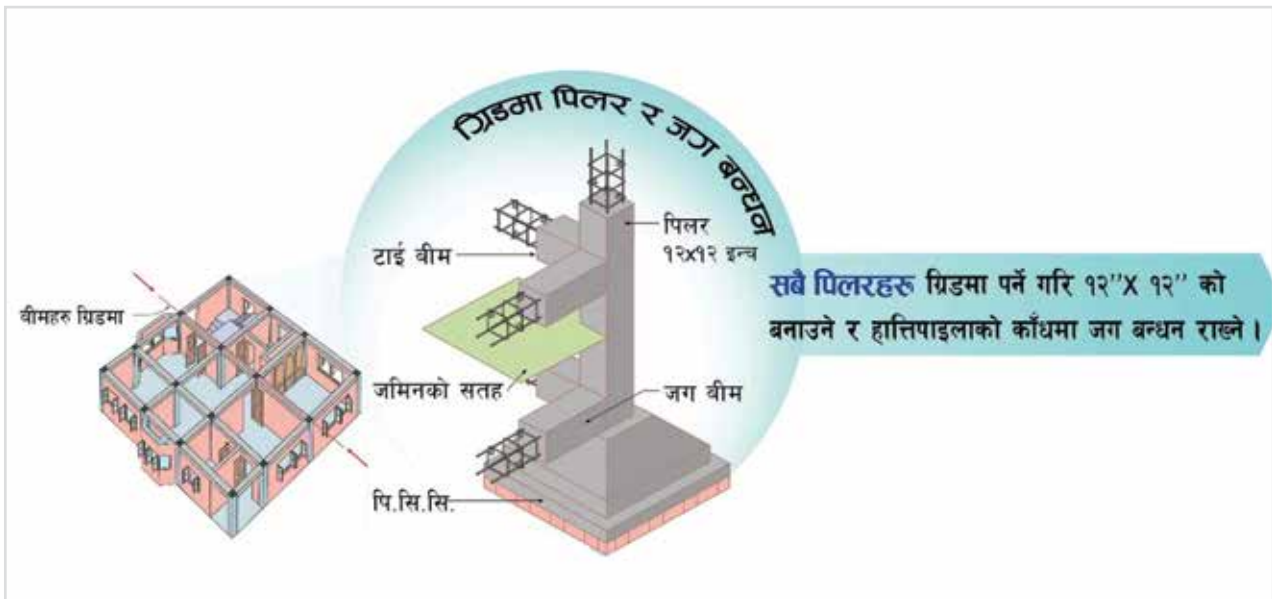 ग्रिडमा पिलर र जग बन्धन
पिलर
१२x१२ इन्च
टाई बीम
सबै पिलरहरु ग्रिडमा पर्ने गरि १२”X १२” को
बनाउने र हात्तिपाइलाको काँधमा जग बन्धन राख्ने ।
बीमहरु ग्रिडमा
जमिनको सतह
जग बीम
पि.सि.सि.